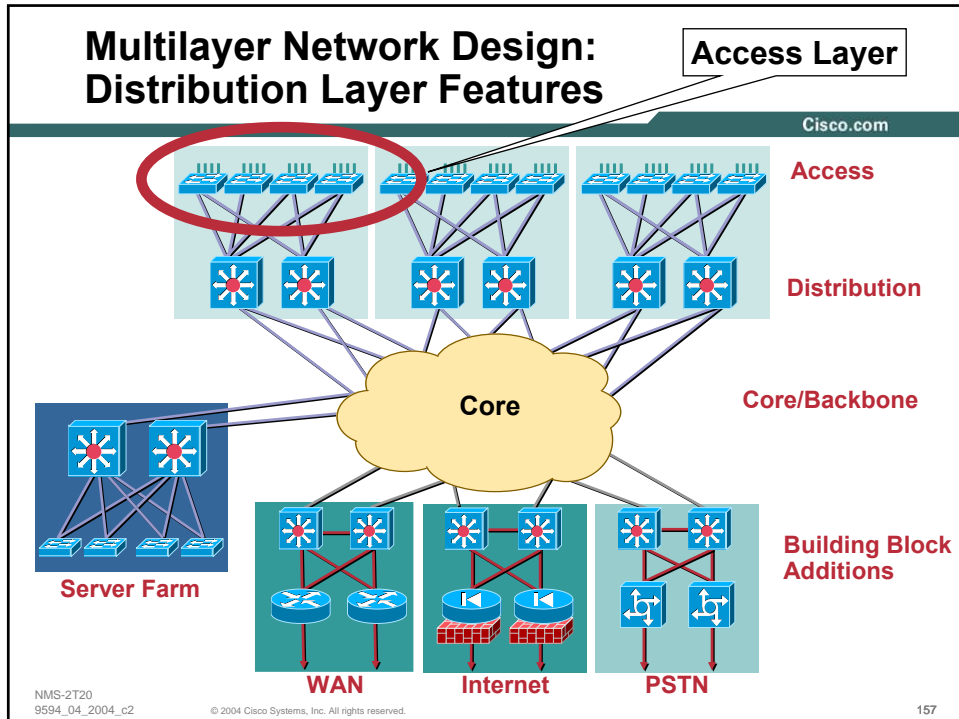 Multilayer Network Design:
Distribution Layer Features
Access Layer
Cisco.com
Access
Distribution
Core
Core/Backbone
Server Farm
Building Block
Additions
WAN
Internet
PSTN
NMS-2T20
9594_04_2004_c2
© 2004 Cisco Systems, Inc. All rights reserved.
157